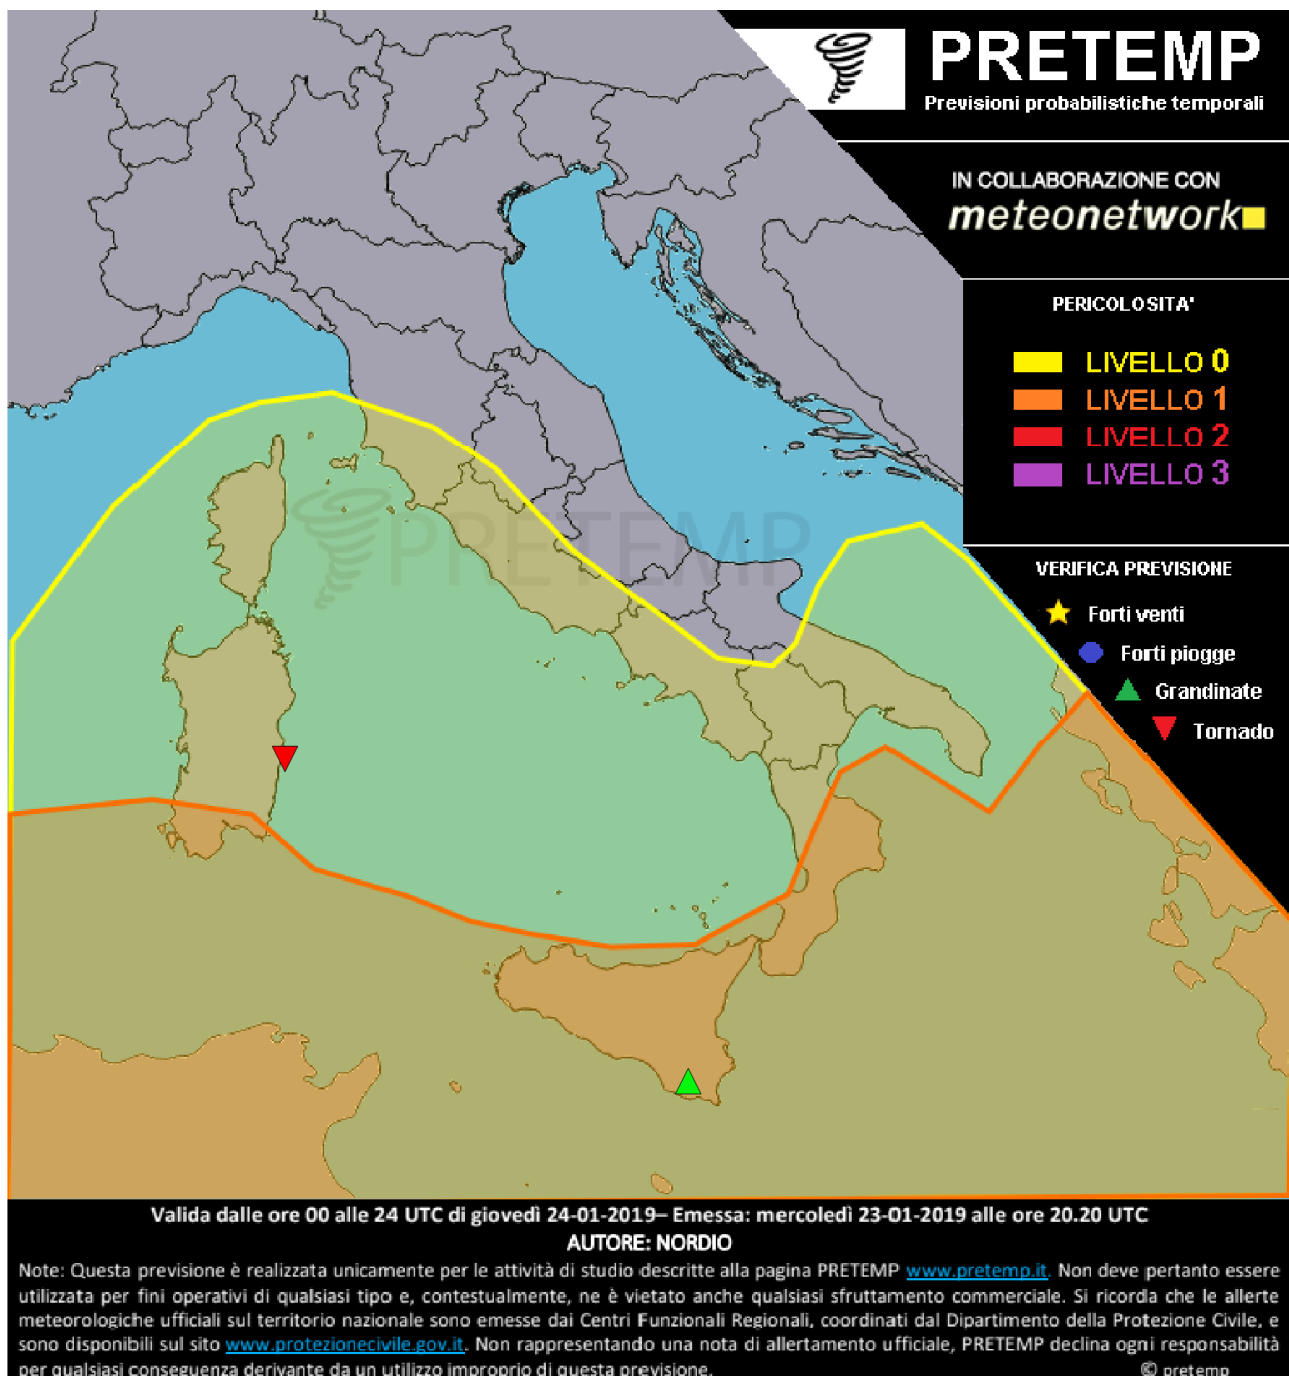 PRETEMP
Previsioni probabilistiche temporali
IN COLLABORAZIONE CON
meteonetwork
PERICOLOSITA'
LIVELLO 0
LIVELLO 1
LIVELLO 2
LIVELLO 3
PRETEMP
VERIFICA PREVISIONE
Forti venti
Forti piogge
Grandinate
Tornado
Valida dalle ore 00 alle 24 UTC di giovedì 24-01-2019– Emessa: mercoledì 23-01-2019 alle ore 20.20 UTC
AUTORE: NORDIO
Note: Questa previsione è realizzata unicamente per le attività di studio descritte alla pagina PRETEMP www.pretemp.it. Non deve pertanto essere
utilizzata per fini operativi di qualsiasi tipo e, contestualmente, ne è vietato anche qualsiasi sfruttamento commerciale. Si ricorda che le allerte
meteorologiche ufficiali sul territorio nazionale sono emesse dai Centri Funzionali Regionali, coordinati dal Dipartimento della Protezione Civile, e
sono disponibili sul sito www.protezionecivile.gov.it. Non rappresentando una nota di allertamento ufficiale, PRETEMP declina ogni responsabilità
per qualsiasi conseguenza derivante da un utilizzo improprio di questa previsione.
© pretemp